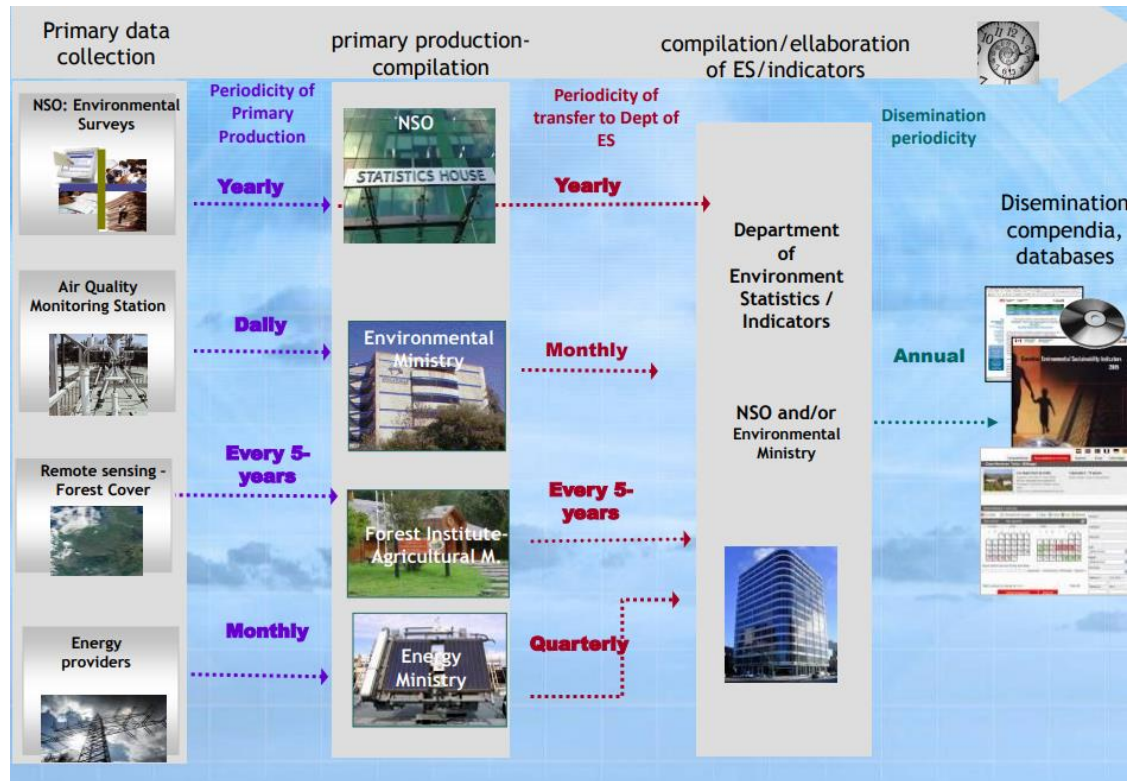 Primary data
collection
primary production-
compilation
compilation/ellaboration
of ES/indicators
NSO: Environmental
Surveys
Periodicity of
Primary
Production
NSO
STATISTICS HOUSE
Periodicity of
transfer to Dept of
ES
Disemination
periodicity
Yearly
Yearly
Disemination
compendia,
databases
Department
of
Environment
Statistics /
Indicators
Air Quality
Monitoring Station
Daily
Environmental
Ministry
Monthly
Annual
NSO and/or
Environmental
Ministry
Remote sensing –
Forest Cover
Every 5-
years
Forest Institute-
Agricultural M.
Every 5-
years
Energy
providers
Monthly
Energy
Ministry
Quarterly